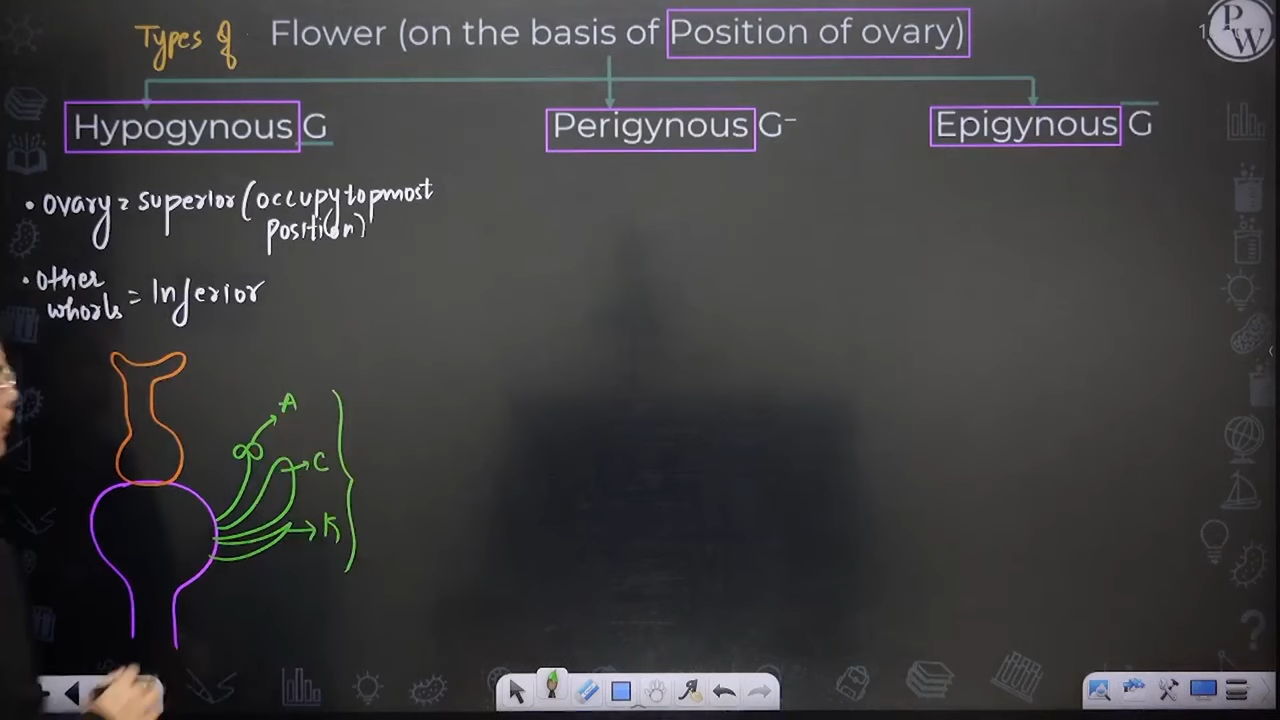 Types of Flower (on the basis of Position of ovary)
P
W
Hypogynous G
Perigynous G-
Epigynous G
• ovary = superior (occupy topmost
position)
• other
whorls = Inferior
A
C
K